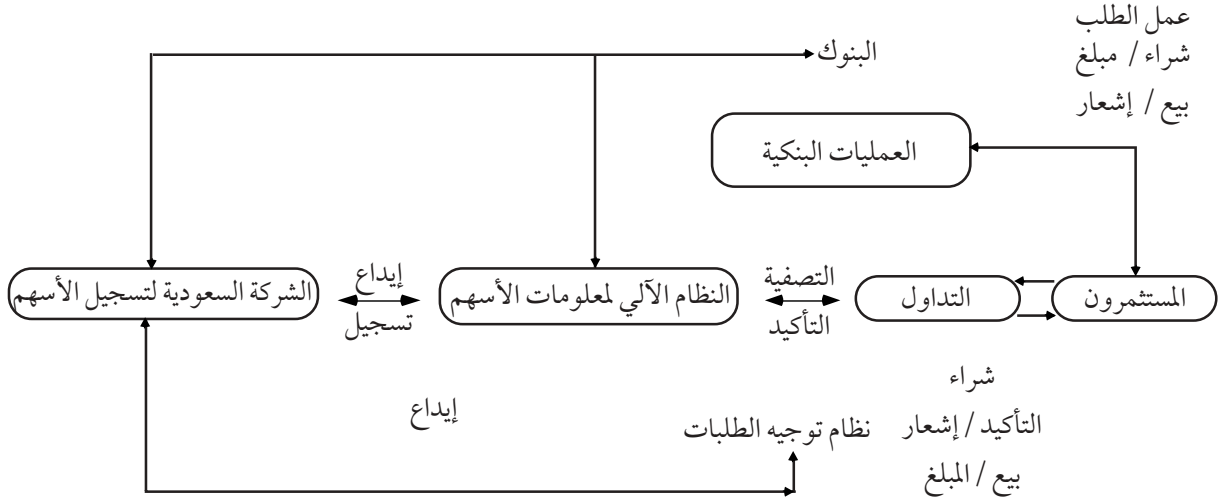 عمل الطلب
شراء / مبلغ
بيع / إشعار
البنوك
العمليات البنكية
المستثمرون
التداول
التصفية
التأكيد
النظام الآلي لمعلومات الأسهم
إيداع
تسجيل
الشركة السعودية لتسجيل الأسهم
شراء
التأكيد / إشعار
بيع / المبلغ
نظام توجيه الطلبات
إيداع